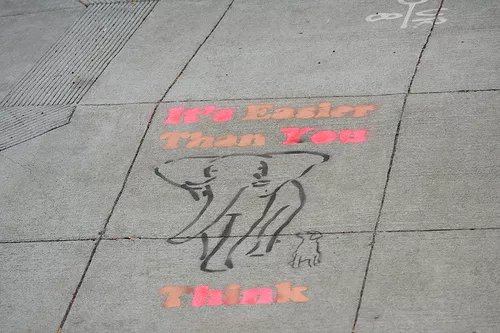 It's Easier
Than You
Think